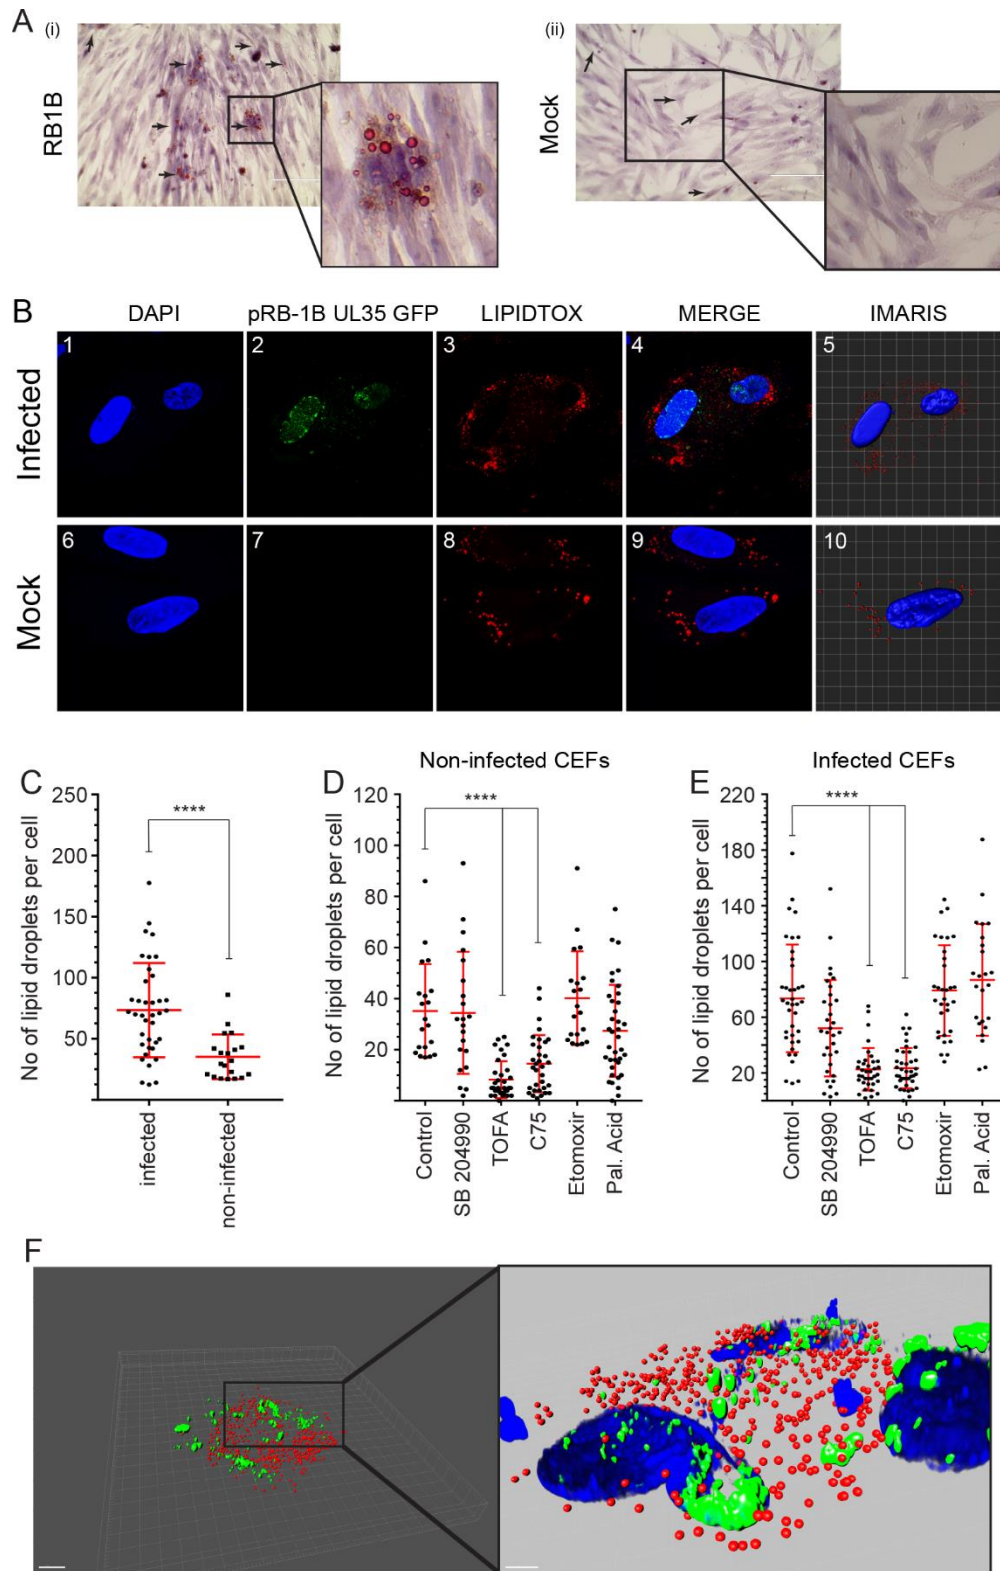 A
(i)
(ii)
RB1B
Mock
B
DAPI
pRB-1B UL35 GFP
LIPIDTOX
MERGE
IMARIS
Infected
1
2
3
4
5
Mock
6
7
8
9
10
C
No of lipid droplets per cell
250
200
150
100
50
****
infected
non-infected
D
Non-infected CEFs
No of lipid droplets per cell
120
100
80
60
40
20
****
Control
SB 204990
TOFA
C75
Etomoxir
Pal. Acid
E
Infected CEFs
No of lipid droplets per cell
220
180
140
100
60
20
****
Control
SB 204990
TOFA
C75
Etomoxir
Pal. Acid
F